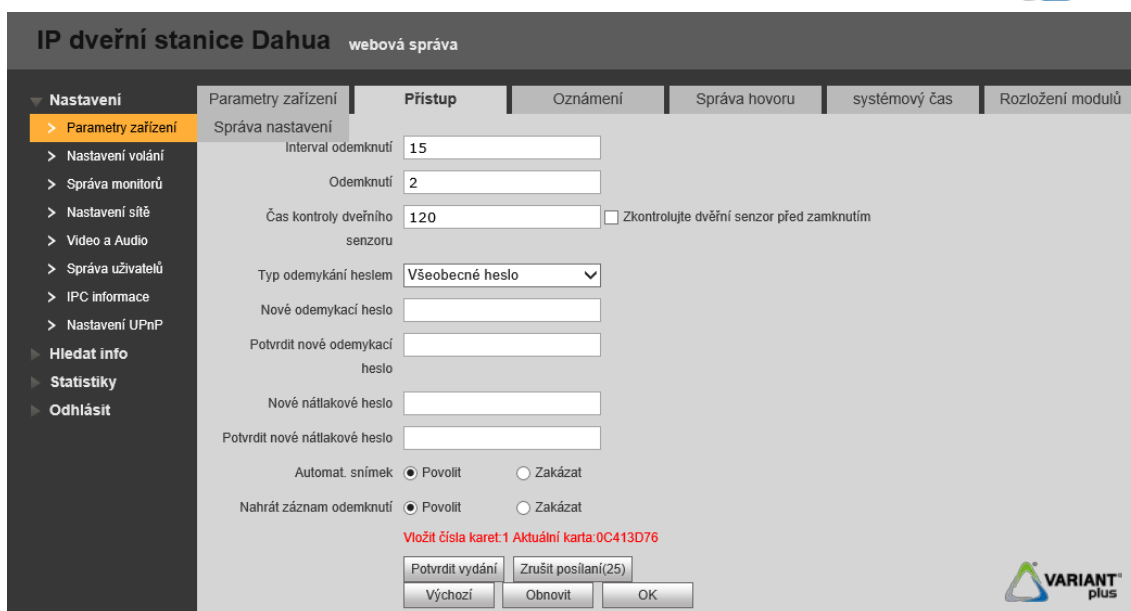 IP dveřní stanice Dahua webová správa
Nastavení
Parametry zařízení
Nastavení volání
Správa monitorů
Nastavení sítě
Video a Audio
Správa uživatelů
IPC informace
Nastavení UPnP
Hledat info
Statistiky
Odhlásit
Parametry zařízení Přístup Oznámení Správa hovoru systémový čas Rozložení modulů
Správa nastavení
Interval odemknutí 15
Odemknutí 2
Čas kontroly dveřního 120 Zkontrolujte dvěřní senzor před zamknutím
senzoru
Typ odemykání heslem Všeobecné heslo
Nové odemykací heslo
Potvrdit nové odemykací
heslo
Nové nátlakové heslo
Potvrdit nové nátlakové heslo
Automat. snímek Povolit Zakázat
Nahrát záznam odemknutí Povolit Zakázat
Vložit čísla karet:1 Aktuální karta:0C413D76
Potvrdit vydání Zrušit posílaní(25)
Výchozí Obnovit OK
VARIANT®
plus